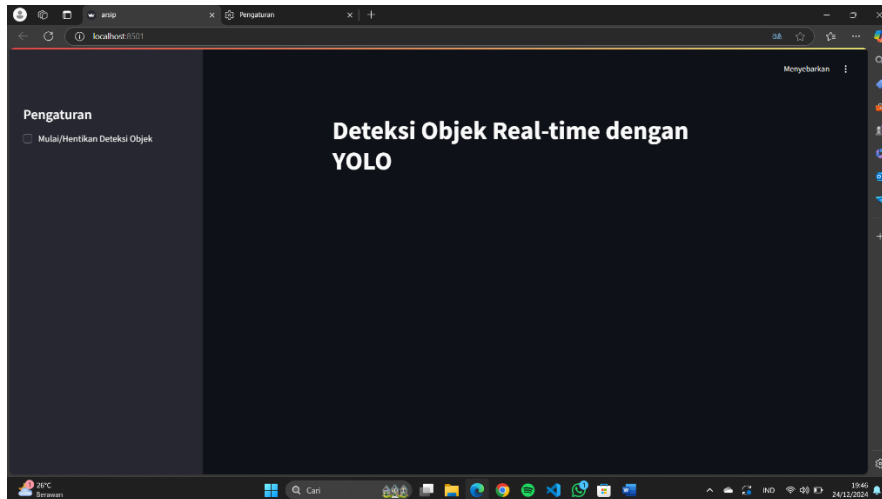 arsip
Pengaturan
localhost:8501
Menyebarkan
Pengaturan
Mulai/Hentikan Deteksi Objek
Deteksi Objek Real-time dengan
YOLO
26°C
Berawan
Cari
IND
19:46
24/12/2024